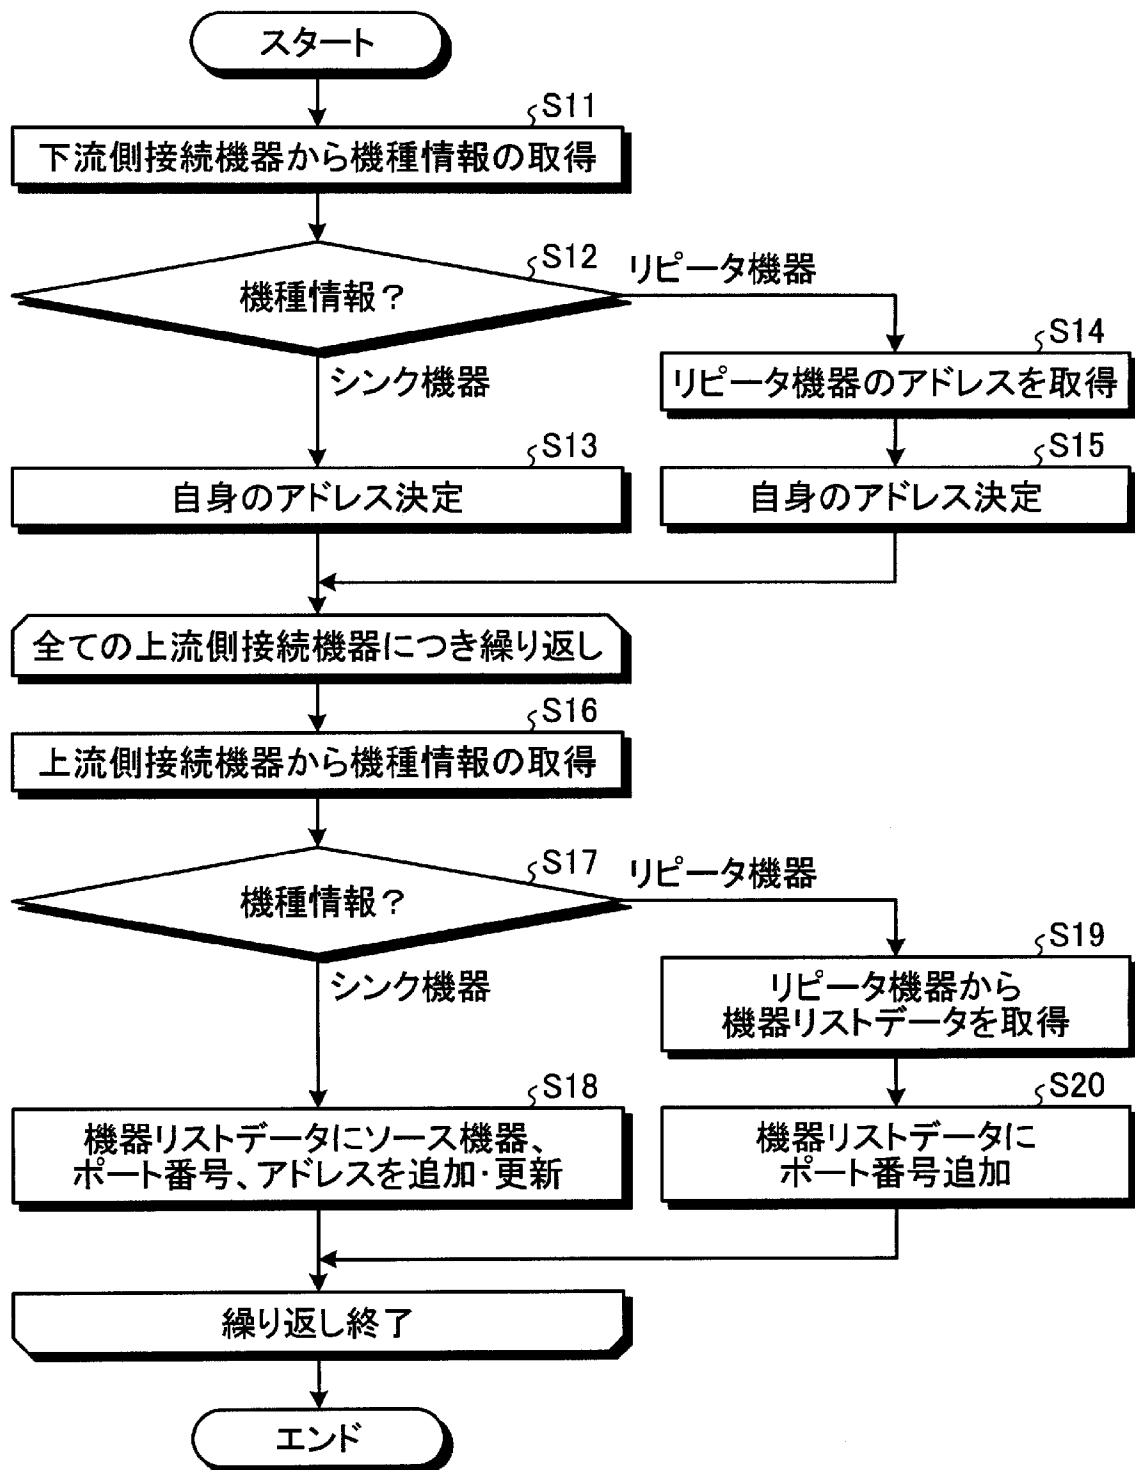 スタート
S11
下流側接続機器から機種情報の取得
S12
機種情報？
リピータ機器
シンク機器
S14
リピータ機器のアドレスを取得
S13
自身のアドレス決定
S15
自身のアドレス決定
全ての上流側接続機器につき繰り返し
S16
上流側接続機器から機種情報の取得
S17
機種情報？
リピータ機器
シンク機器
S19
リピータ機器から
機器リストデータを取得
S18
機器リストデータにソース機器、
ポート番号、アドレスを追加・更新
S20
機器リストデータに
ポート番号追加
繰り返し終了
エンド